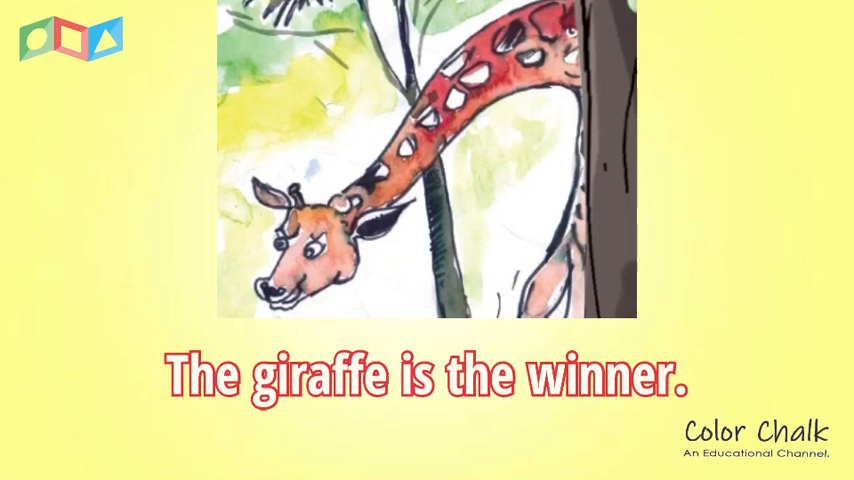 The giraffe is the winner.
Color Chalk
An Educational Channel.